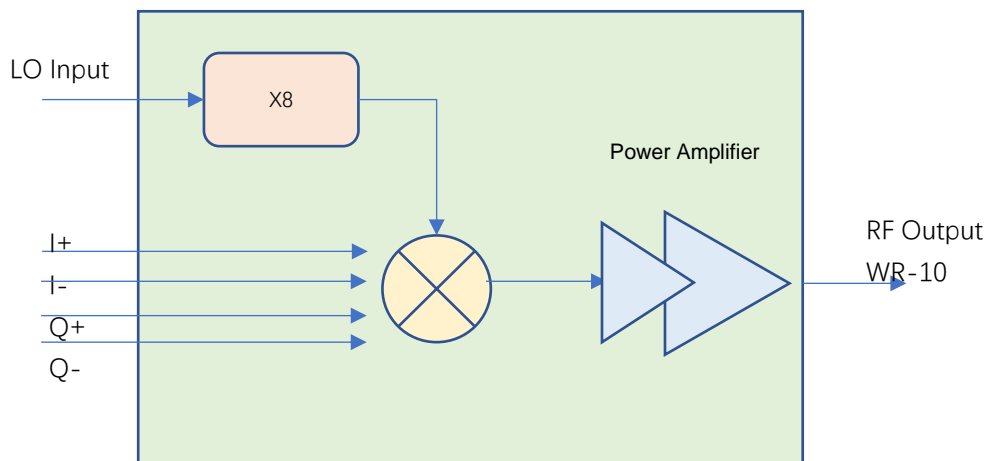 LO Input
X8
Power Amplifier
I+
I-
Q+
Q-
RF Output
WR-10